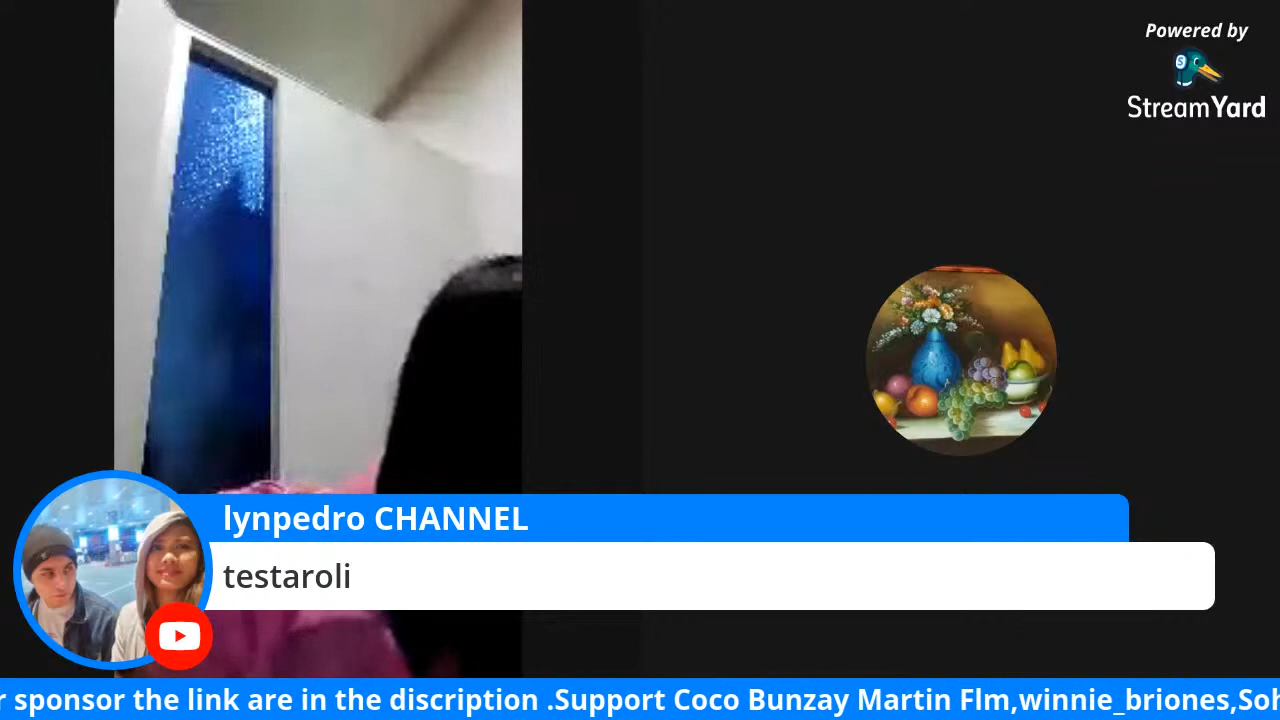 Powered by
StreamYard
lynpedro CHANNEL
testaroli
sponsor the link are in the discription .Support Coco Bunzay Martin Flm,winnie_briones,